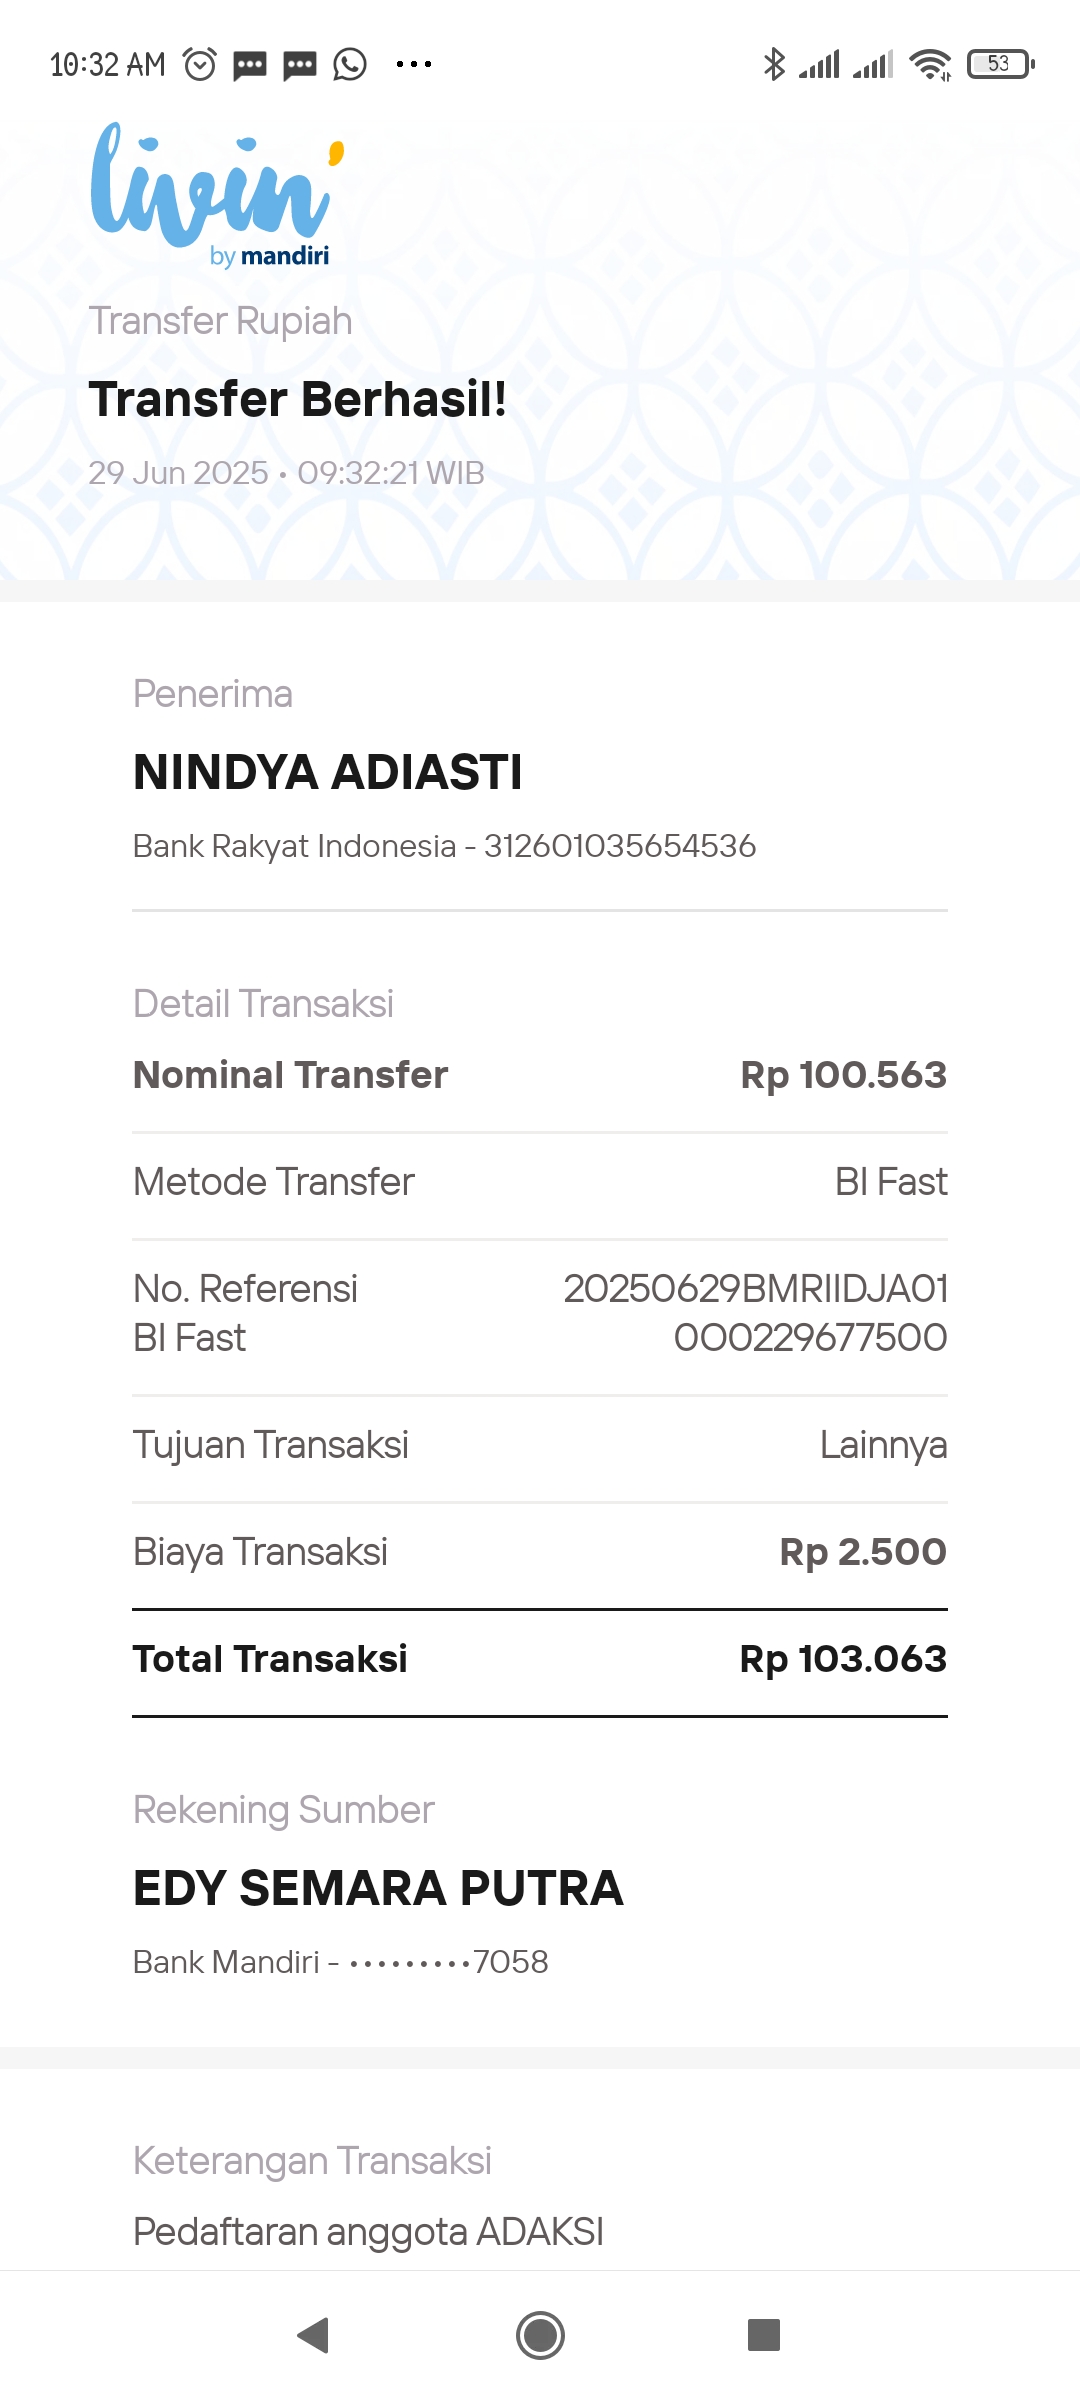 10:32 AM
53
livin'
by mandiri
Transfer Rupiah
Transfer Berhasil!
29 Jun 2025 • 09:32:21 WIB
Penerima
NINDYA ADIASTI
Bank Rakyat Indonesia - 312601035654536
Detail Transaksi
Nominal Transfer Rp 100.563
Metode Transfer BI Fast
No. Referensi 20250629BMRIIDJA01
BI Fast 000229677500
Tujuan Transaksi Lainnya
Biaya Transaksi Rp 2.500
Total Transaksi Rp 103.063
Rekening Sumber
EDY SEMARA PUTRA
Bank Mandiri - •••••••••7058
Keterangan Transaksi
Pedaftaran anggota ADAKSI